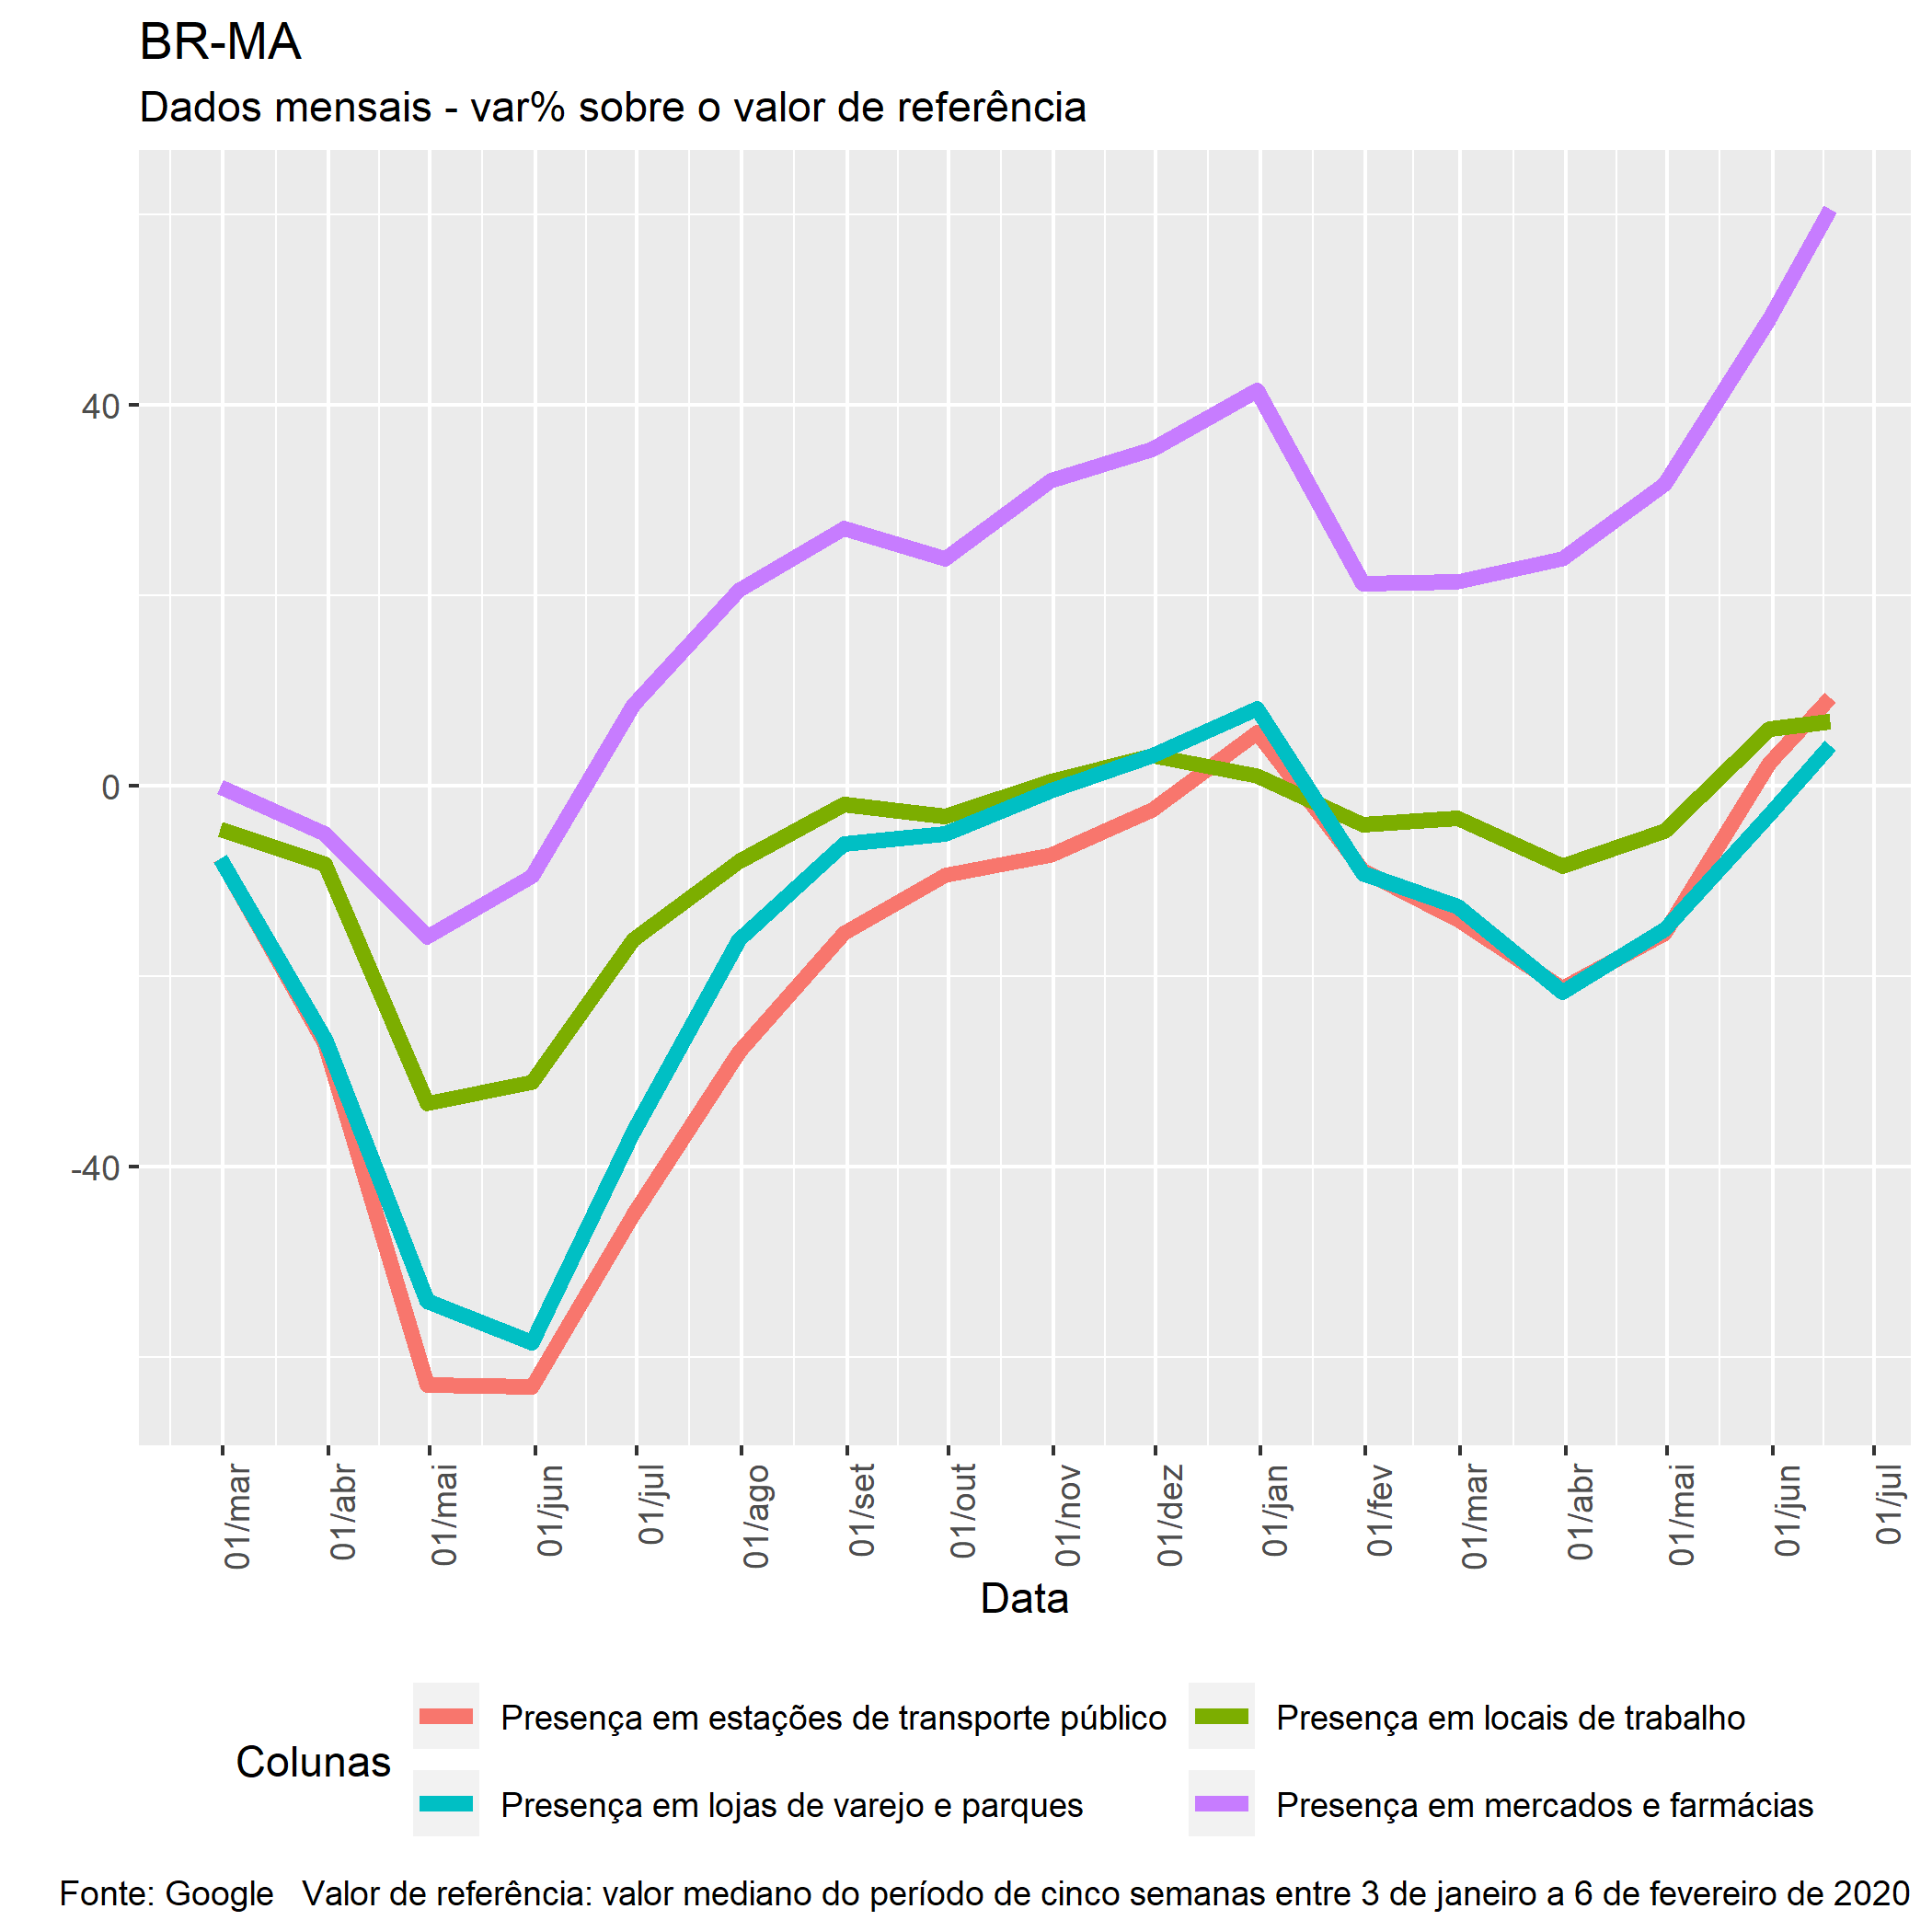 BR-MA
Dados mensais - var% sobre o valor de referência
40
0
-40
01/mar
01/abr
01/mai
01/jun
01/jul
01/ago
01/set
01/out
01/nov
01/dez
01/jan
01/fev
01/mar
01/abr
01/mai
01/jun
01/jul
Data
Colunas
Presença em estações de transporte público
Presença em locais de trabalho
Presença em lojas de varejo e parques
Presença em mercados e farmácias
Fonte: Google   Valor de referência: valor mediano do período de cinco semanas entre 3 de janeiro a 6 de fevereiro de 2020